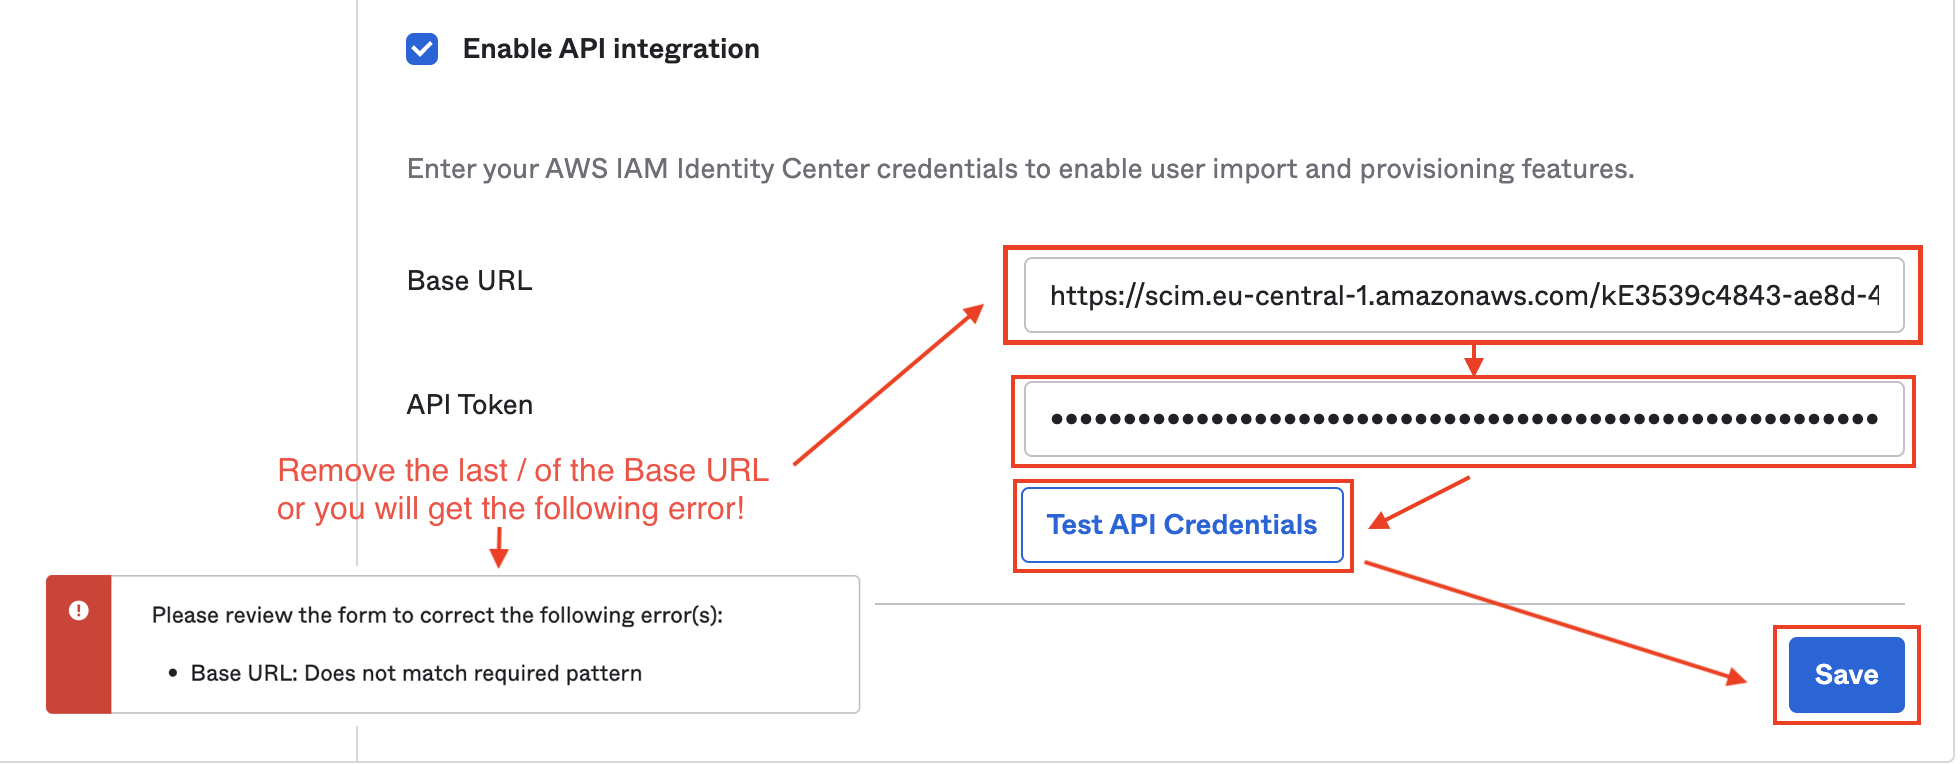 Enable API integration
Enter your AWS IAM Identity Center credentials to enable user import and provisioning features.
Base URL
https://scim.eu-central-1.amazonaws.com/kE3539c4843-ae8d-4
API Token
••••••••••••••••••••••••••••••••••••••••••••••••••••••••
Remove the last / of the Base URL
or you will get the following error!
Test API Credentials
Please review the form to correct the following error(s):
• Base URL: Does not match required pattern
Save